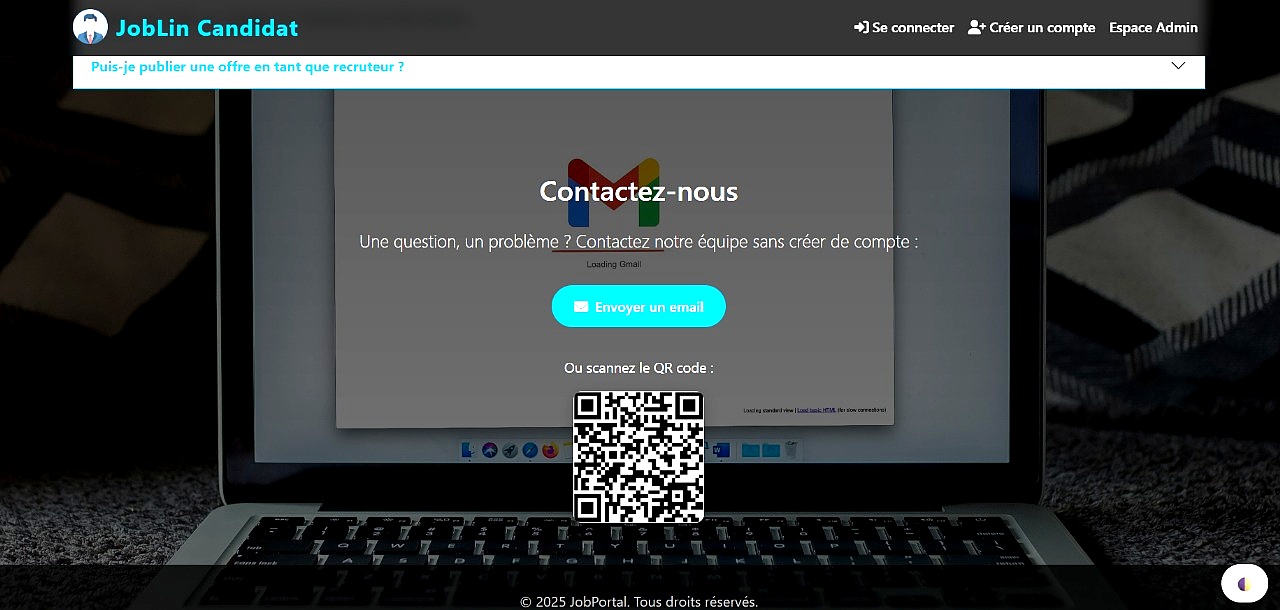 JobLin Candidat
Se connecter
Créer un compte
Espace Admin
Puis-je publier une offre en tant que recruteur ?
Contactez-nous
Une question, un problème ? Contactez notre équipe sans créer de compte :
Loading Gmail
Envoyer un email
Ou scannez le QR code :
Loading standard view | Load basic HTML (for slow connections)
© 2025 JobPortal. Tous droits réservés.